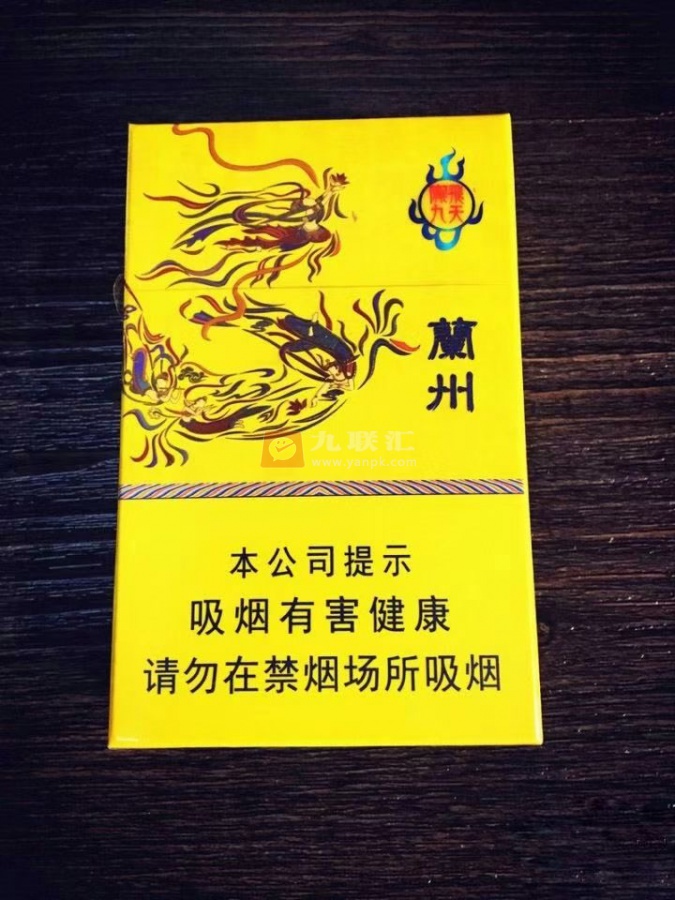 九天
蘭州
九联汇
www.yanpk.com
本公司提示
吸烟有害健康
请勿在禁烟场所吸烟